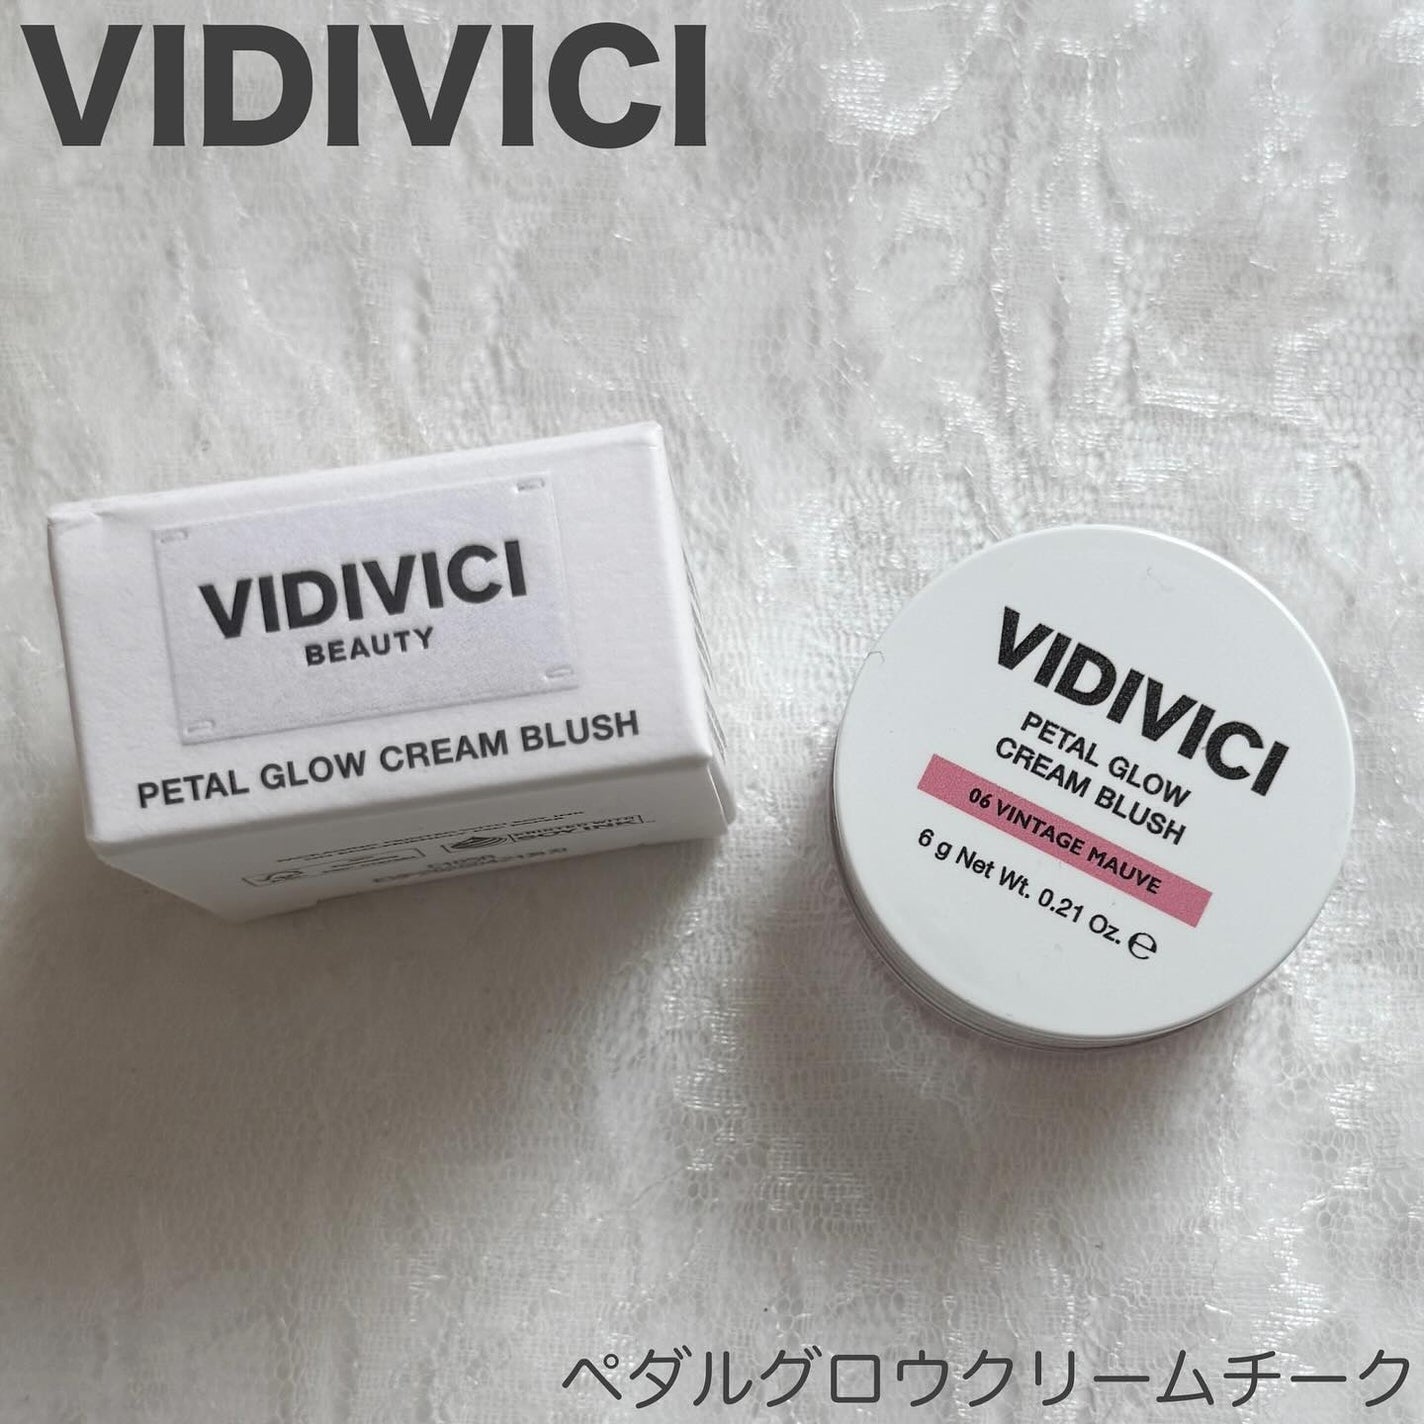 VIDIVICI
VIDIVICI
BEAUTY
PETAL GLOW CREAM BLUSH
VIDIVICI
PETAL GLOW
CREAM BLUSH
06 VINTAGE MAUVE
6 g Net Wt. 0.21 Oz. ℮
ペダルグロウクリームチーク